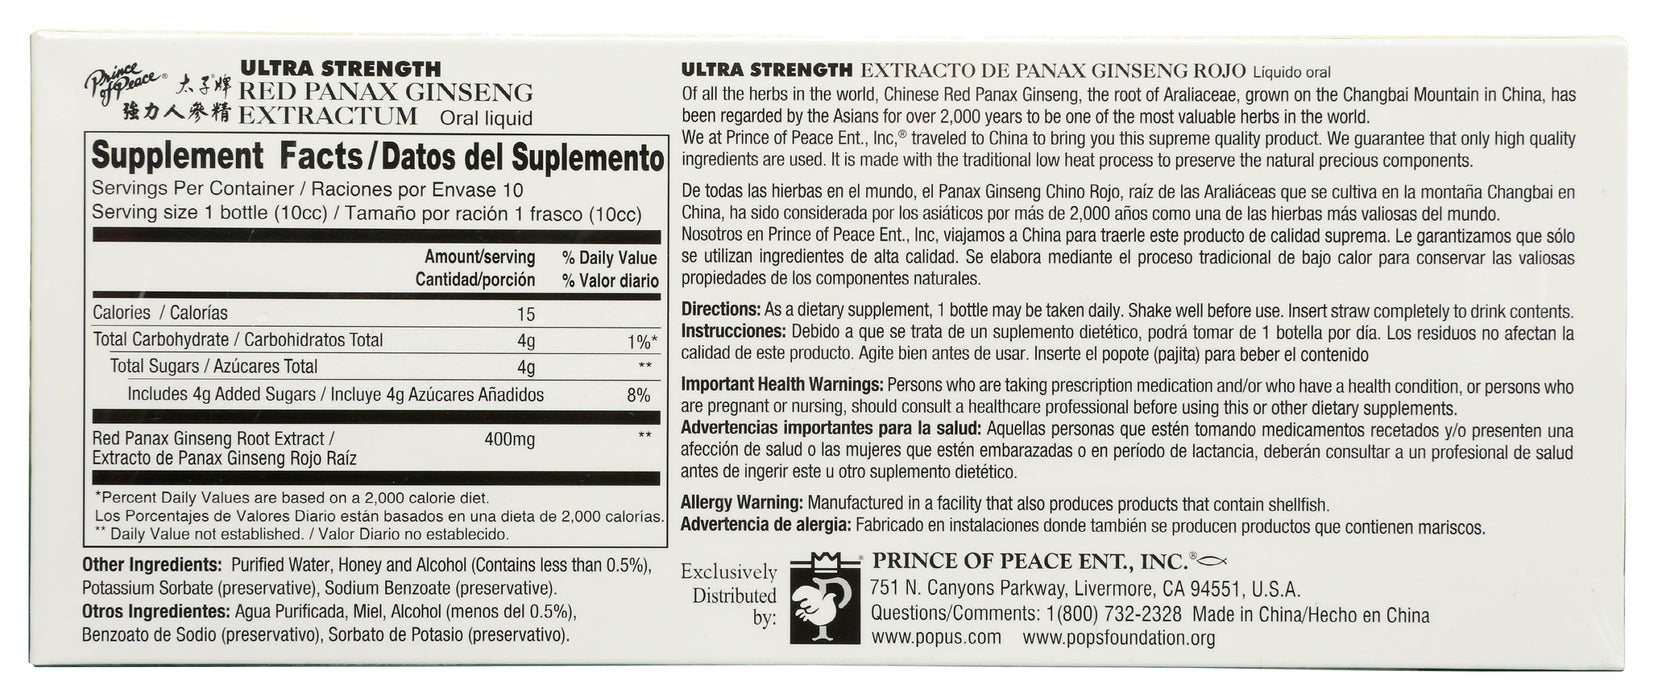 Prince of Peace® 太子牌
強力人參精
ULTRA STRENGTH
RED PANAX GINSENG
EXTRACTUM Oral liquid
Supplement Facts/Datos del Suplemento
Servings Per Container / Raciones por Envase 10
Serving size 1 bottle (10cc) / Tamaño por ración 1 frasco (10cc)
Amount/serving % Daily Value
Cantidad/porción % Valor diario
Calories / Calorías 15
Total Carbohydrate / Carbohidratos Total 4g 1%*
Total Sugars / Azúcares Total 4g **
Includes 4g Added Sugars / Incluye 4g Azúcares Añadidos 8%
Red Panax Ginseng Root Extract / 400mg **
Extracto de Panax Ginseng Rojo Raíz
*Percent Daily Values are based on a 2,000 calorie diet.
Los Porcentajes de Valores Diario están basados en una dieta de 2,000 calorías.
** Daily Value not established. / Valor Diario no establecido.
Other Ingredients: Purified Water, Honey and Alcohol (Contains less than 0.5%),
Potassium Sorbate (preservative), Sodium Benzoate (preservative).
Otros Ingredientes: Agua Purificada, Miel, Alcohol (menos del 0.5%),
Benzoato de Sodio (preservativo), Sorbato de Potasio (preservativo).
ULTRA STRENGTH EXTRACTO DE PANAX GINSENG ROJO Líquido oral
Of all the herbs in the world, Chinese Red Panax Ginseng, the root of Araliaceae, grown on the Changbai Mountain in China, has
been regarded by the Asians for over 2,000 years to be one of the most valuable herbs in the world.
We at Prince of Peace Ent., Inc,® traveled to China to bring you this supreme quality product. We guarantee that only high quality
ingredients are used. It is made with the traditional low heat process to preserve the natural precious components.
De todas las hierbas en el mundo, el Panax Ginseng Chino Rojo, raíz de las Araliáceas que se cultiva en la montaña Changbai en
China, ha sido considerada por los asiáticos por más de 2,000 años como una de las hierbas más valiosas del mundo.
Nosotros en Prince of Peace Ent., Inc, viajamos a China para traerle este producto de calidad suprema. Le garantizamos que sólo
se utilizan ingredientes de alta calidad. Se elabora mediante el proceso tradicional de bajo calor para conservar las valiosas
propiedades de los componentes naturales.
Directions: As a dietary supplement, 1 bottle may be taken daily. Shake well before use. Insert straw completely to drink contents.
Instrucciones: Debido a que se trata de un suplemento dietético, podrá tomar de 1 botella por día. Los residuos no afectan la
calidad de este producto. Agite bien antes de usar. Inserte el popote (pajita) para beber el contenido
Important Health Warnings: Persons who are taking prescription medication and/or who have a health condition, or persons who
are pregnant or nursing, should consult a healthcare professional before using this or other dietary supplements.
Advertencias importantes para la salud: Aquellas personas que estén tomando medicamentos recetados y/o presenten una
afección de salud o las mujeres que estén embarazadas o en período de lactancia, deberán consultar a un profesional de salud
antes de ingerir este u otro suplemento dietético.
Allergy Warning: Manufactured in a facility that also produces products that contain shellfish.
Advertencia de alergia: Fabricado en instalaciones donde también se producen productos que contienen mariscos.
Exclusively
Distributed
by:
®
PRINCE OF PEACE ENT., INC.®
751 N. Canyons Parkway, Livermore, CA 94551, U.S.A.
Questions/Comments: 1(800) 732-2328 Made in China/Hecho en China
www.popus.com www.popsfoundation.org